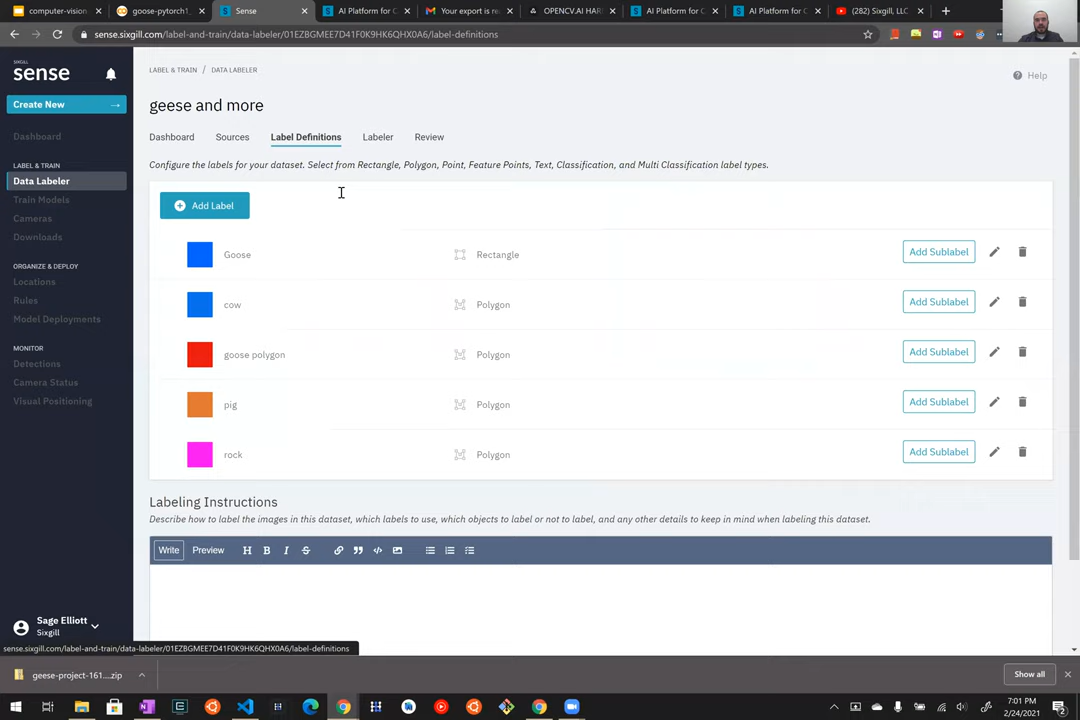 computer-vision
goose-pytorch1_
Sense
AI Platform for C
Your export is re
OPENCV.AI HAR
AI Platform for C
AI Platform for C
(282) Sixgill, LLC
sense.sixgill.com/label-and-train/data-labeler/01EZBGMEE7D41F0K9HK6QHX0A6/label-definitions
SIXGILL
sense
Create New
Dashboard
LABEL & TRAIN
Data Labeler
Train Models
Cameras
Downloads
ORGANIZE & DEPLOY
Locations
Rules
Model Deployments
MONITOR
Detections
Camera Status
Visual Positioning
Sage Elliott
Sixgill
LABEL & TRAIN / DATA LABELER
Help
geese and more
Dashboard Sources Label Definitions Labeler Review
Configure the labels for your dataset. Select from Rectangle, Polygon, Point, Feature Points, Text, Classification, and Multi Classification label types.
Add Label
Goose Rectangle Add Sublabel
cow Polygon Add Sublabel
goose polygon Polygon Add Sublabel
pig Polygon Add Sublabel
rock Polygon Add Sublabel
Labeling Instructions
Describe how to label the images in this dataset, which labels to use, which objects to label or not to label, and any other details to keep in mind when labeling this dataset.
Write Preview H B I S
sense.sixgill.com/label-and-train/data-labeler/01EZBGMEE7D41F0K9HK6QHX0A6/label-definitions
geese-project-161....zip
Show all
7:01 PM
2/24/2021